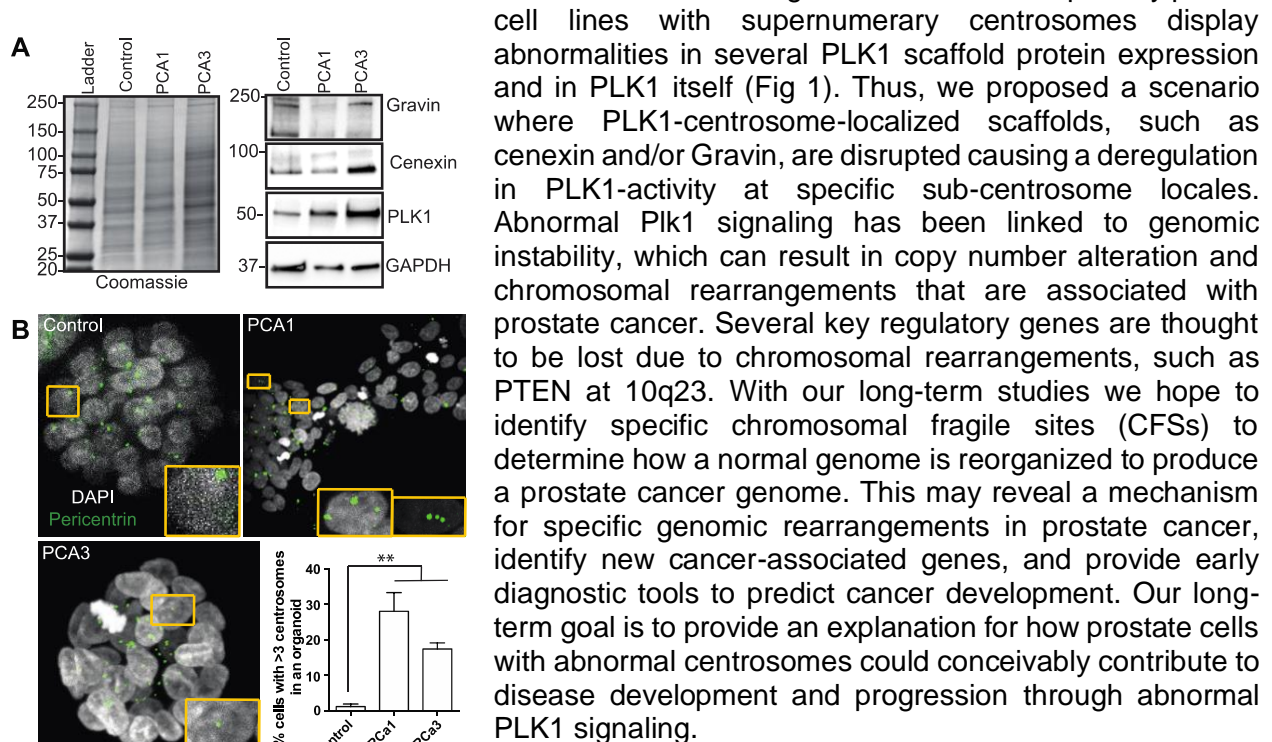 A
Ladder
Control
PCA1
PCA3
250
150
100
75
50
37
25
20
Coomassie
Control
PCA1
PCA3
250
Gravin
100
Cenexin
50
PLK1
37
GAPDH
B
Control
DAPI
Pericentrin
PCA1
PCA3
% cells with >3 centrosomes
in an organoid
40
30
20
10
0
**
PCa1
PCa3
cell lines with supernumerary centrosomes display
abnormalities in several PLK1 scaffold protein expression
and in PLK1 itself (Fig 1). Thus, we proposed a scenario
where PLK1-centrosome-localized scaffolds, such as
cenexin and/or Gravin, are disrupted causing a deregulation
in PLK1-activity at specific sub-centrosome locales.
Abnormal Plk1 signaling has been linked to genomic
instability, which can result in copy number alteration and
chromosomal rearrangements that are associated with
prostate cancer. Several key regulatory genes are thought
to be lost due to chromosomal rearrangements, such as
PTEN at 10q23. With our long-term studies we hope to
identify specific chromosomal fragile sites (CFSs) to
determine how a normal genome is reorganized to produce
a prostate cancer genome. This may reveal a mechanism
for specific genomic rearrangements in prostate cancer,
identify new cancer-associated genes, and provide early
diagnostic tools to predict cancer development. Our long-
term goal is to provide an explanation for how prostate cells
with abnormal centrosomes could conceivably contribute to
disease development and progression through abnormal
PLK1 signaling.